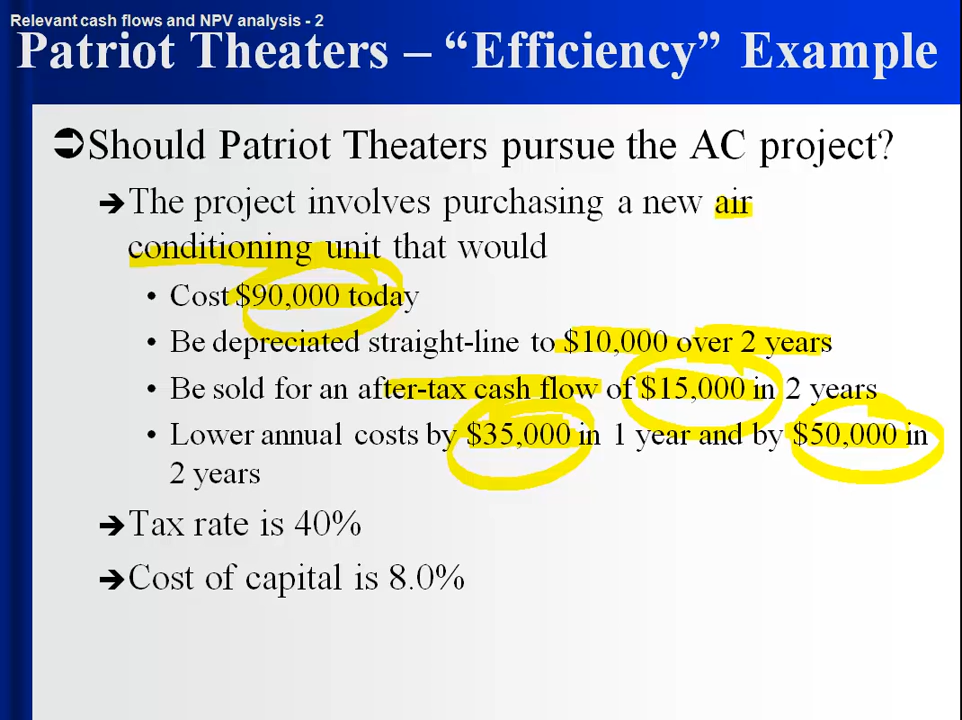 Relevant cash flows and NPV analysis - 2
Patriot Theaters – “Efficiency” Example
Should Patriot Theaters pursue the AC project?
The project involves purchasing a new air
conditioning unit that would
• Cost $90,000 today
• Be depreciated straight-line to $10,000 over 2 years
• Be sold for an after-tax cash flow of $15,000 in 2 years
• Lower annual costs by $35,000 in 1 year and by $50,000 in
2 years
Tax rate is 40%
Cost of capital is 8.0%